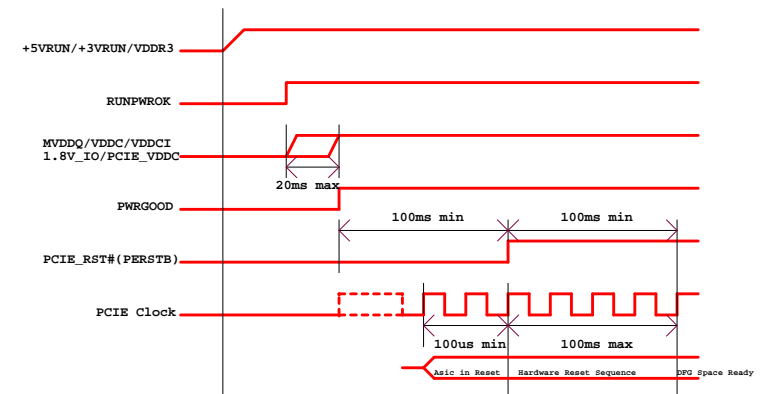 +5VRUN/+3VRUN/VDDR3
RUNPWROK
MVDDQ/VDDC/VDDCI
1.8V_IO/PCIE_VDDC
20ms max
PWRGOOD
100ms min
100ms min
PCIE_RST#(PERSTB)
PCIE Clock
100us min
100ms max
Asic in Reset
Hardware Reset Sequence
DFG Space Ready